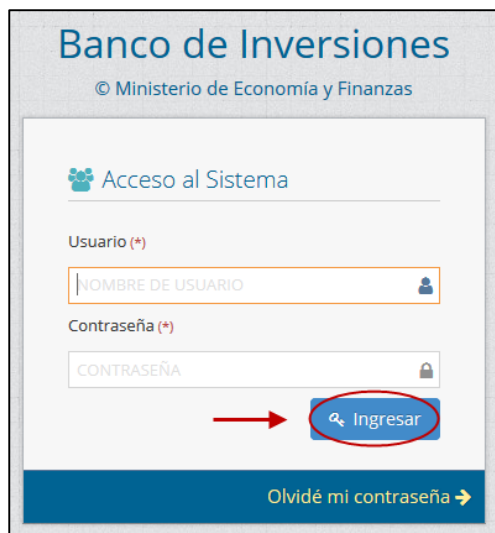 Banco de Inversiones
© Ministerio de Economía y Finanzas
Acceso al Sistema
Usuario (*)
NOMBRE DE USUARIO
Contraseña (*)
CONTRASEÑA
Ingresar
Olvidé mi contraseña